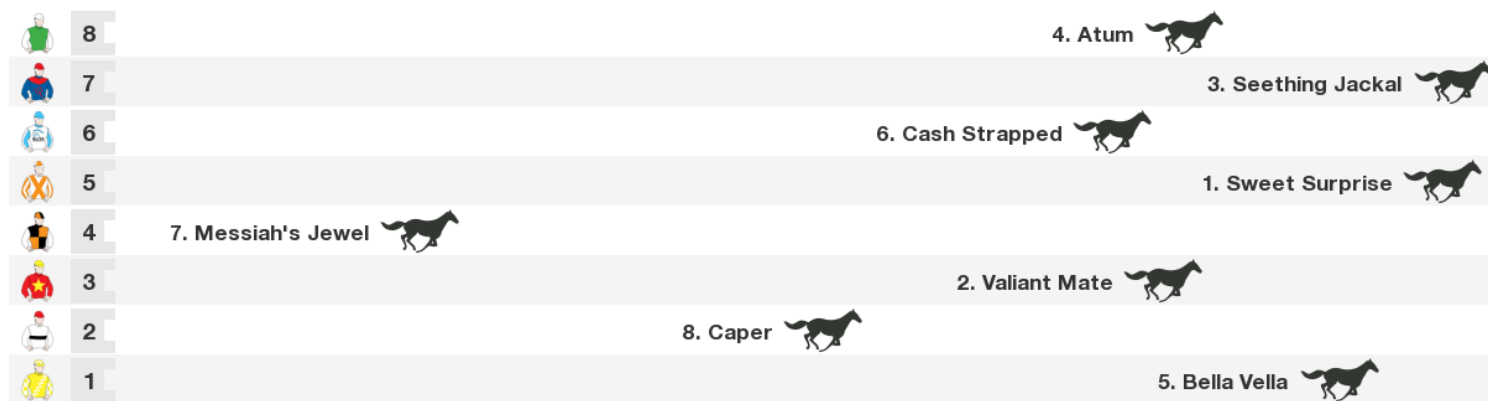 8 4. Atum
7 3. Seething Jackal
6 6. Cash Strapped
5 1. Sweet Surprise
4 7. Messiah's Jewel
3 2. Valiant Mate
2 8. Caper
1 5. Bella Vella